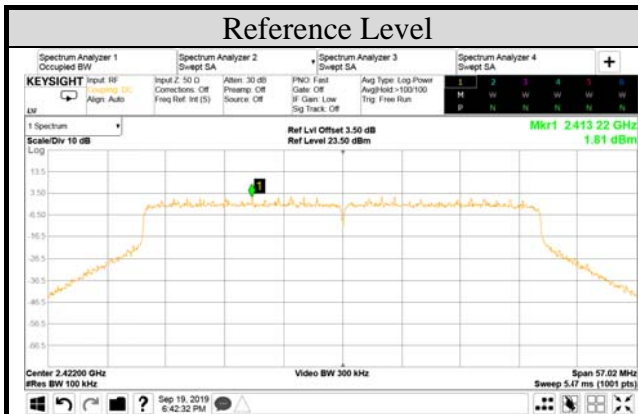 Reference Level
Spectrum Analyzer 1
Occupied BW
Spectrum Analyzer 2
Swept SA
Spectrum Analyzer 3
Swept SA
Spectrum Analyzer 4
Swept SA
+
KEYSIGHT
Input: RF
Coupling: DC
Align: Auto
Input Z: 50 Ω
Corrections: Off
Freq Ref: Int (S)
Atten: 30 dB
Preamp: Off
Source: Off
PNO: Fast
Gate: Off
IF Gain: Low
Sig Track: Off
Avg Type: Log-Power
Avg|Hold:>100/100
Trig: Free Run
1 2 3 4 5 6
M W W W W W
P N N N N N
1 Spectrum
Scale/Div 10 dB
Log
Ref Lvl Offset 3.50 dB
Ref Level 23.50 dBm
Mkr1 2.413 22 GHz
1.81 dBm
13.5
3.50
-6.50
-16.5
-26.5
-36.5
-46.5
-56.5
-66.5
1
Center 2.42200 GHz
#Res BW 100 kHz
Video BW 300 kHz
Span 57.02 MHz
Sweep 5.47 ms (1001 pts)
?
Sep 19, 2019
6:42:32 PM